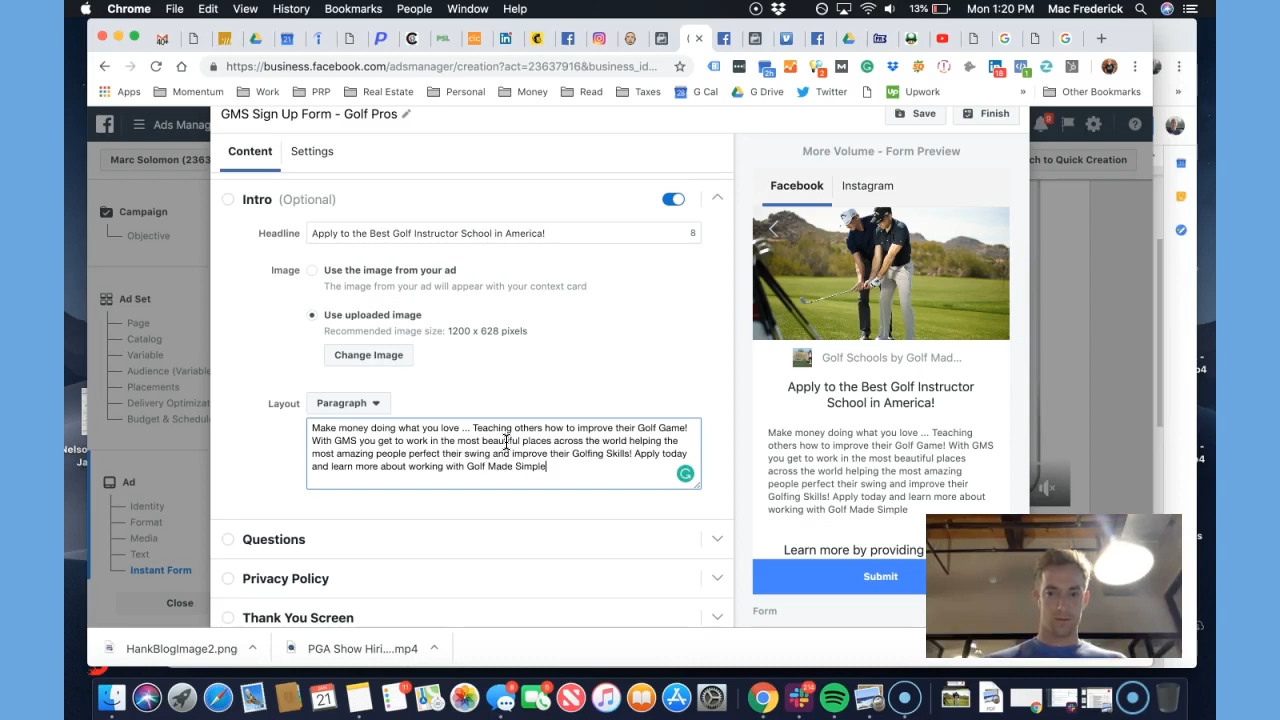 Chrome File Edit View History Bookmarks People Window Help
13% Mon 1:20 PM Mac Frederick
https://business.facebook.com/adsmanager/creation?act=23637916&business_id...
Apps Momentum Work PRP Real Estate Personal Money Read Taxes G Cal G Drive Twitter Upwork » Other Bookmarks »
GMS Sign Up Form - Golf Pros
Save
Finish
Ads Manag
Marc Solomon (2363
ch to Quick Creation
Campaign
Objective
Ad Set
Page
Catalog
Variable
Audience (Variable
Placements
Delivery Optimizat
Budget & Schedul
Ad
Identity
Format
Media
Text
Instant Form
Close
Content
Settings
Intro (Optional)
Headline
Apply to the Best Golf Instructor School in America!
8
Image
Use the image from your ad
The image from your ad will appear with your context card
Use uploaded image
Recommended image size: 1200 x 628 pixels
Change Image
Layout
Paragraph
Make money doing what you love ... Teaching others how to improve their Golf Game!
With GMS you get to work in the most beautiful places across the world helping the
most amazing people perfect their swing and improve their Golfing Skills! Apply today
and learn more about working with Golf Made Simple
Questions
Privacy Policy
Thank You Screen
More Volume - Form Preview
Facebook
Instagram
Golf Schools by Golf Mad...
Apply to the Best Golf Instructor
School in America!
Make money doing what you love ... Teaching
others how to improve their Golf Game! With GMS
you get to work in the most beautiful places
across the world helping the most amazing
people perfect their swing and improve their
Golfing Skills! Apply today and learn more about
working with Golf Made Simple
Learn more by providing
Submit
Form
HankBlogImage2.png
PGA Show Hiri....mp4